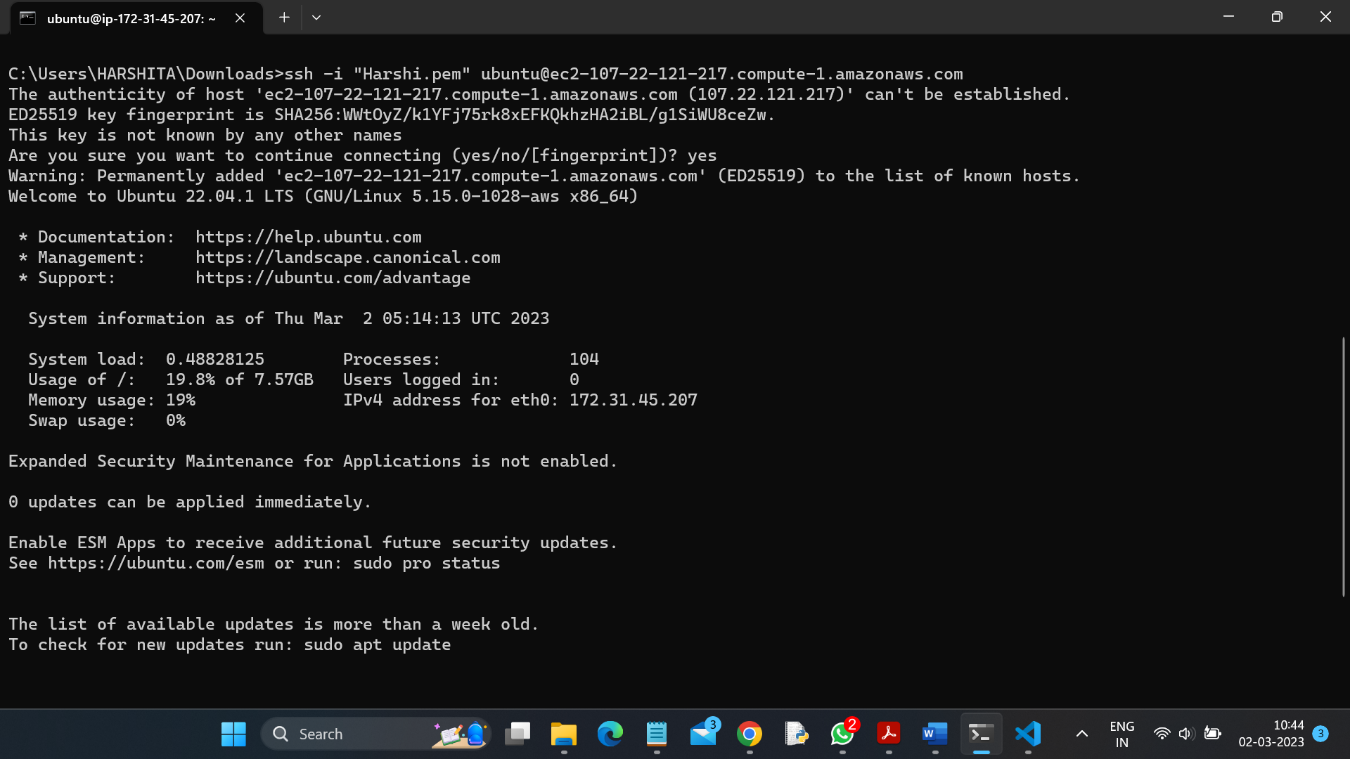 ubuntu@ip-172-31-45-207: ~
C:\Users\HARSHITA\Downloads>ssh -i "Harshi.pem" ubuntu@ec2-107-22-121-217.compute-1.amazonaws.com
The authenticity of host 'ec2-107-22-121-217.compute-1.amazonaws.com (107.22.121.217)' can't be established.
ED25519 key fingerprint is SHA256:WWtOyZ/k1YFj75rk8xEFKQkhzHA2iBL/g1SiWU8ceZw.
This key is not known by any other names
Are you sure you want to continue connecting (yes/no/[fingerprint])? yes
Warning: Permanently added 'ec2-107-22-121-217.compute-1.amazonaws.com' (ED25519) to the list of known hosts.
Welcome to Ubuntu 22.04.1 LTS (GNU/Linux 5.15.0-1028-aws x86_64)
* Documentation:  https://help.ubuntu.com
* Management:     https://landscape.canonical.com
* Support:        https://ubuntu.com/advantage
System information as of Thu Mar  2 05:14:13 UTC 2023
System load:  0.48828125        Processes:             104
Usage of /:   19.8% of 7.57GB   Users logged in:       0
Memory usage: 19%               IPv4 address for eth0: 172.31.45.207
Swap usage:   0%
Expanded Security Maintenance for Applications is not enabled.
0 updates can be applied immediately.
Enable ESM Apps to receive additional future security updates.
See https://ubuntu.com/esm or run: sudo pro status
The list of available updates is more than a week old.
To check for new updates run: sudo apt update
Search
3
2
ENG
IN
10:44
02-03-2023
3